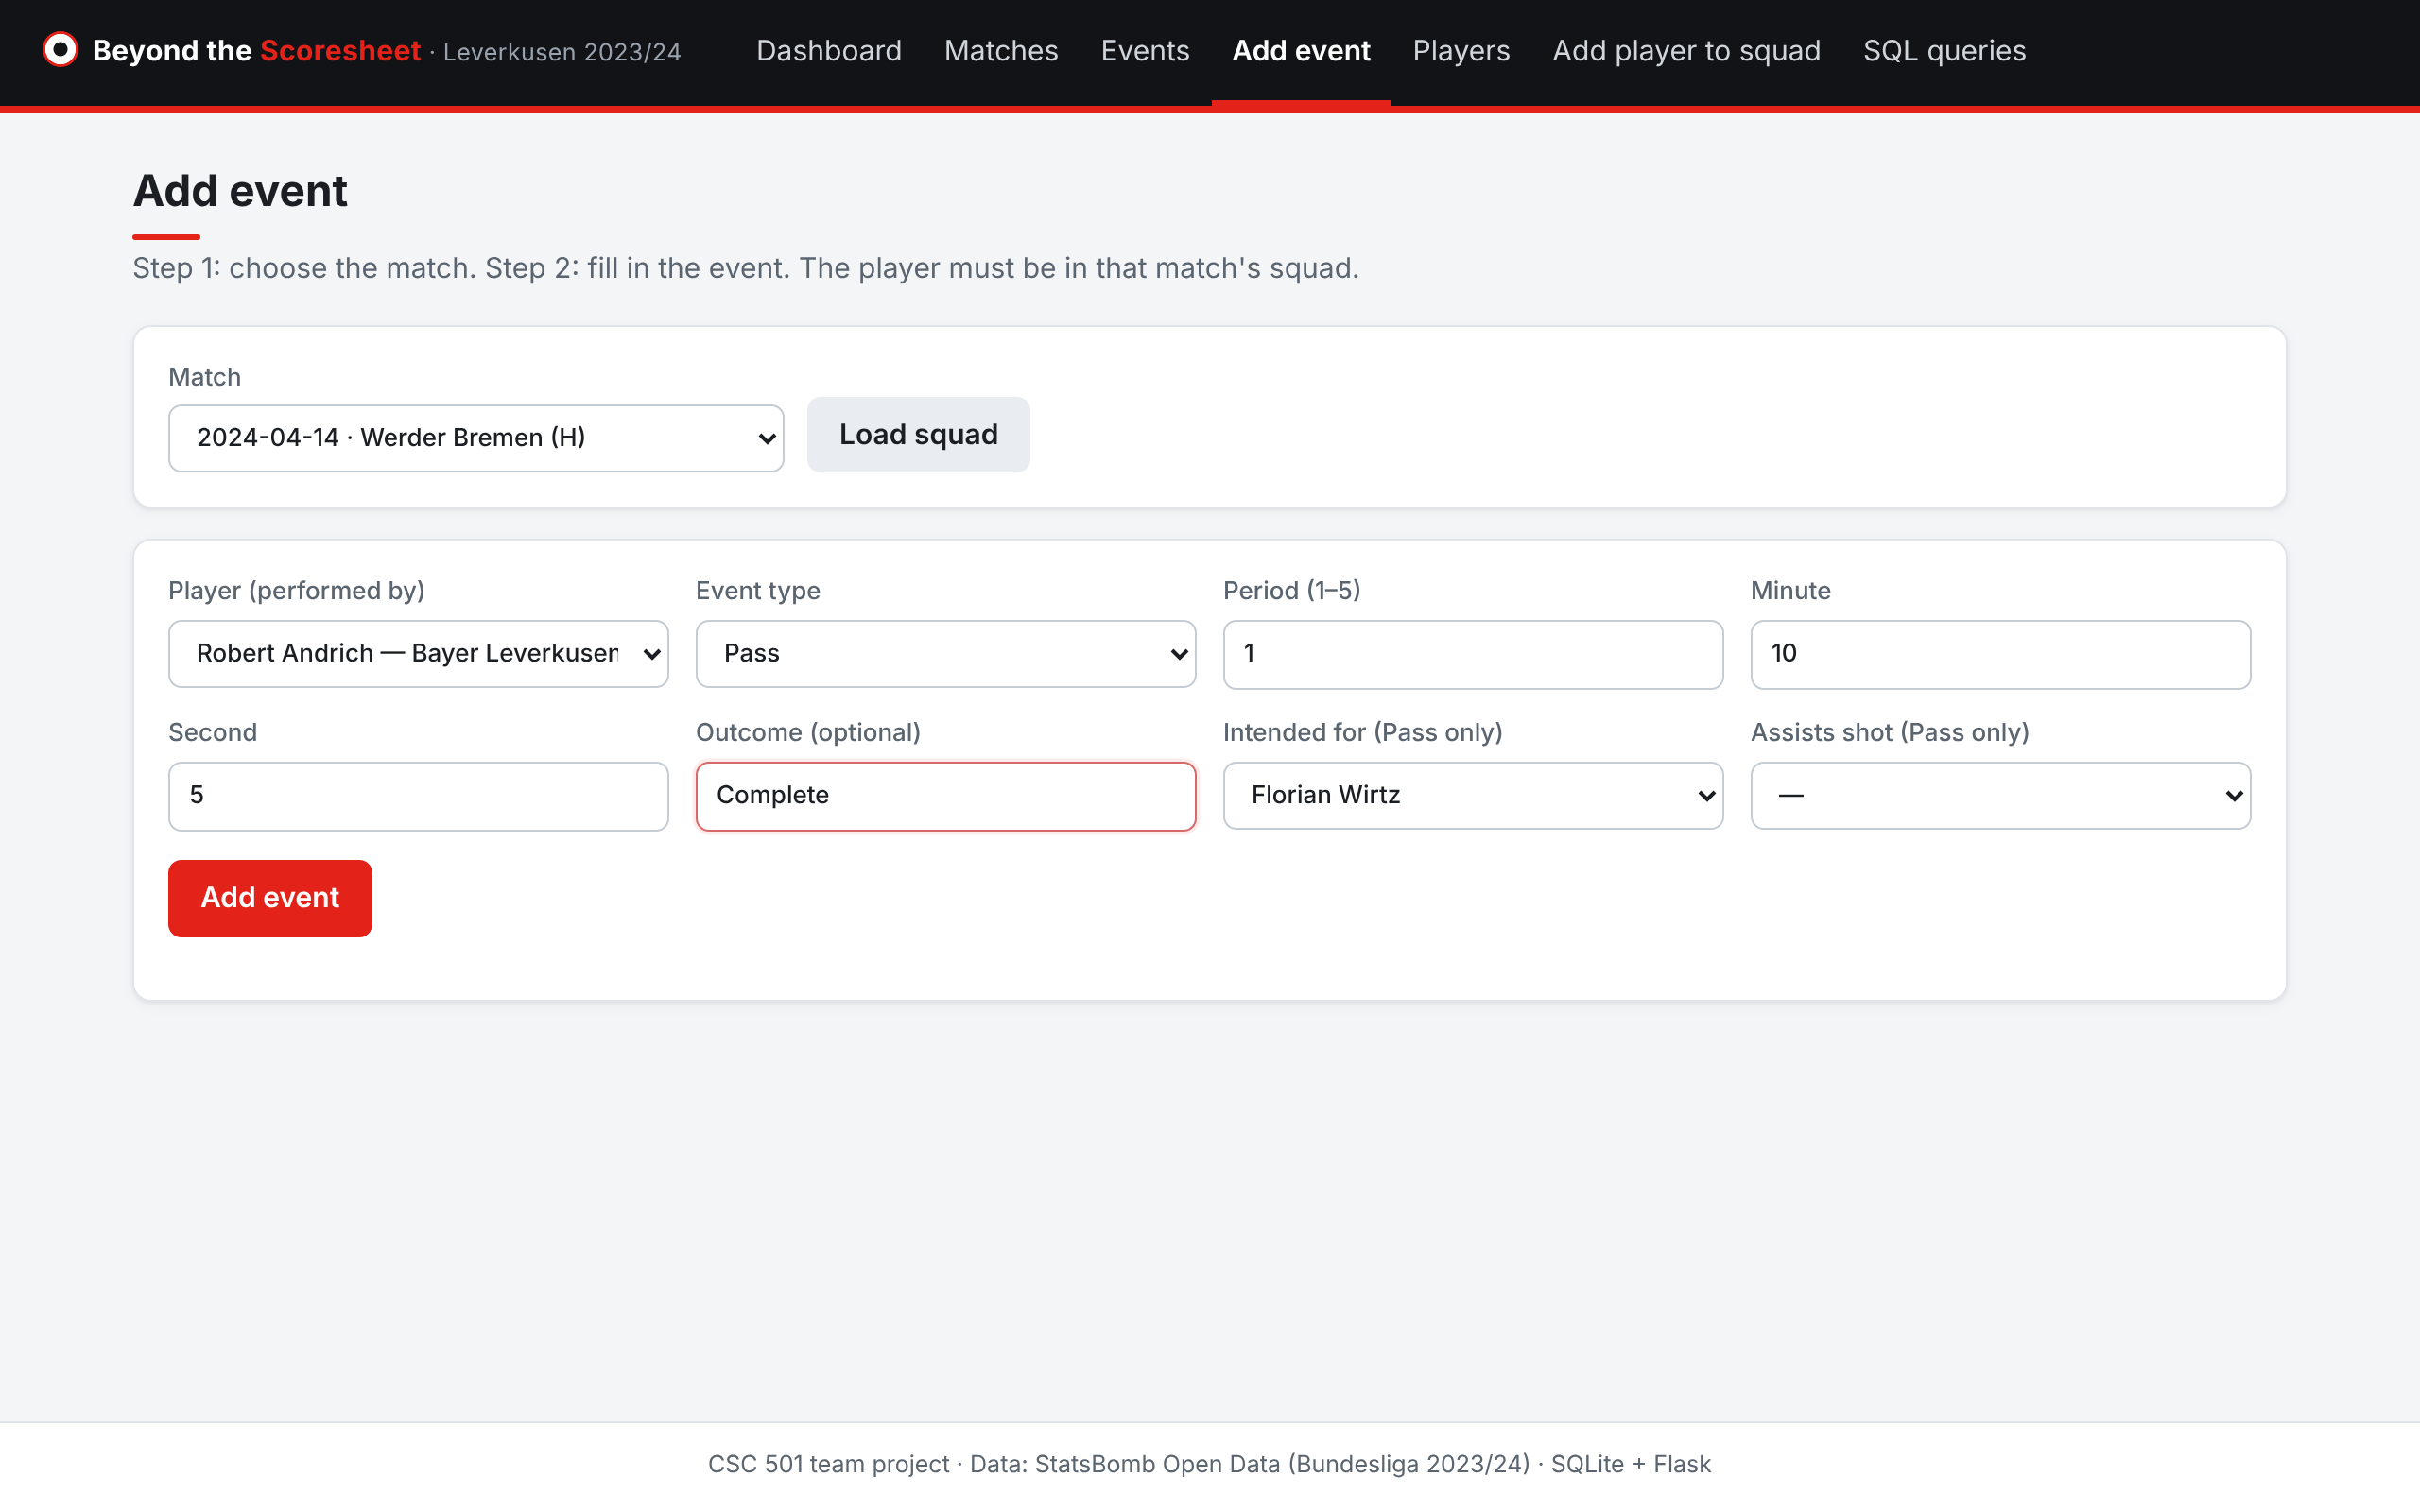 Beyond the Scoresheet · Leverkusen 2023/24 Dashboard Matches Events Add event Players Add player to squad SQL queries
Add event
Step 1: choose the match. Step 2: fill in the event. The player must be in that match's squad.
Match
2024-04-14 · Werder Bremen (H) Load squad
Player (performed by) Event type Period (1–5) Minute
Robert Andrich — Bayer Leverkusen Pass 1 10
Second Outcome (optional) Intended for (Pass only) Assists shot (Pass only)
5 Complete Florian Wirtz —
Add event
CSC 501 team project · Data: StatsBomb Open Data (Bundesliga 2023/24) · SQLite + Flask